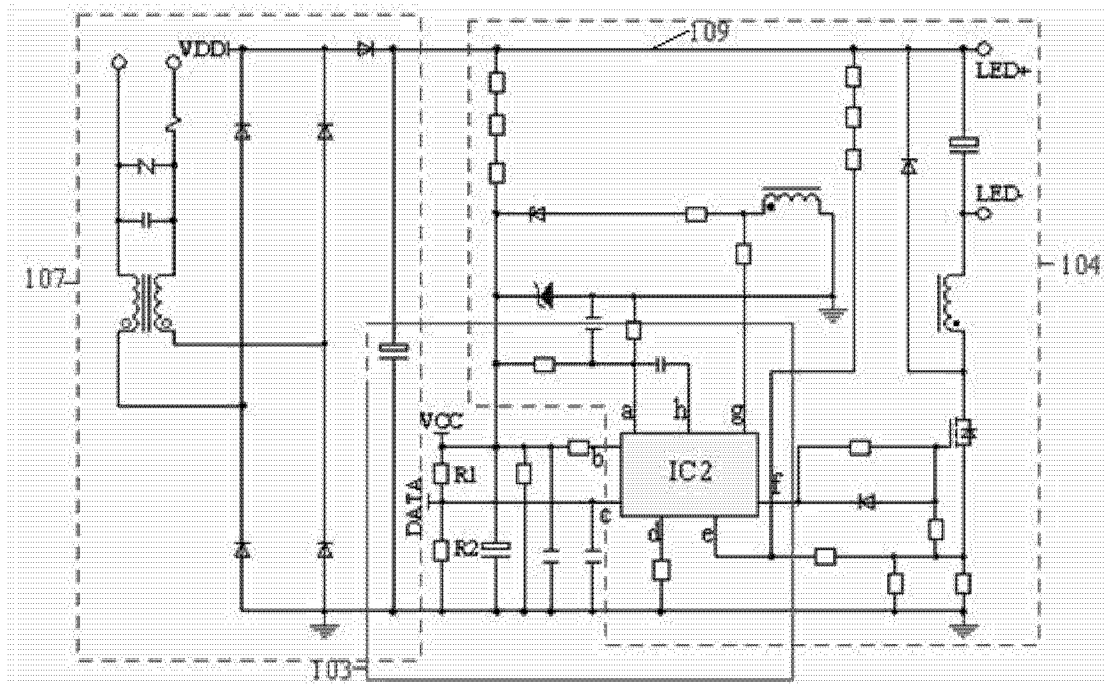 109
VDD
LED+
LED-
107
104
a
h
g
VCC
b
IC2
R1
f
DATA
c
d
e
R2
103